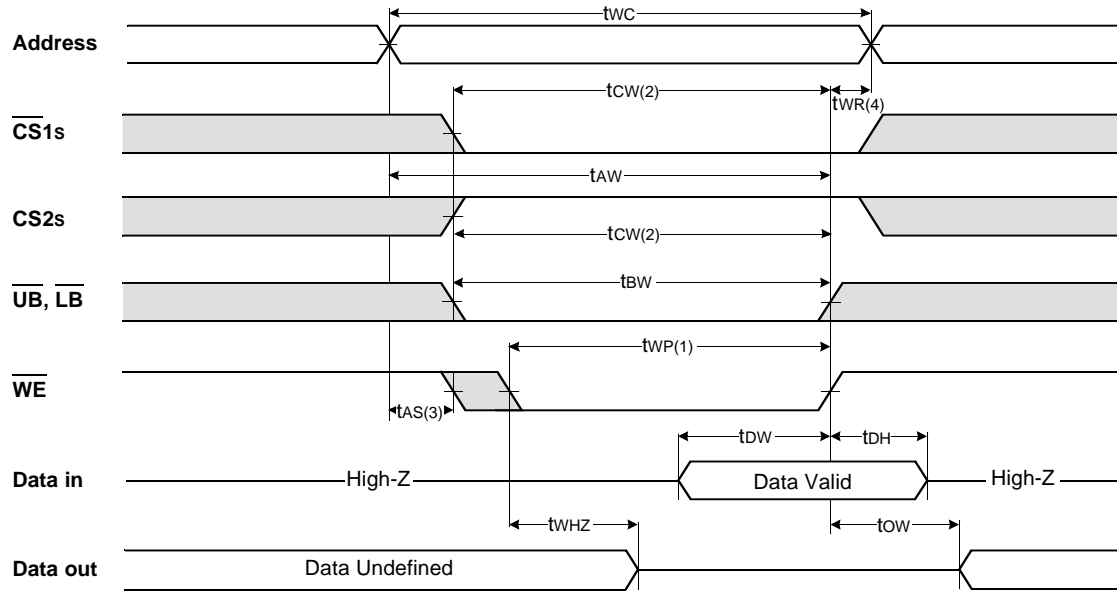 tWC
Address
tCW(2)
tWR(4)
CS1s
tAW
CS2s
tCW(2)
tBW
UB, LB
tWP(1)
WE
tAS(3)
tDW
tDH
Data in
High-Z
Data Valid
High-Z
tWHZ
tOW
Data out
Data Undefined